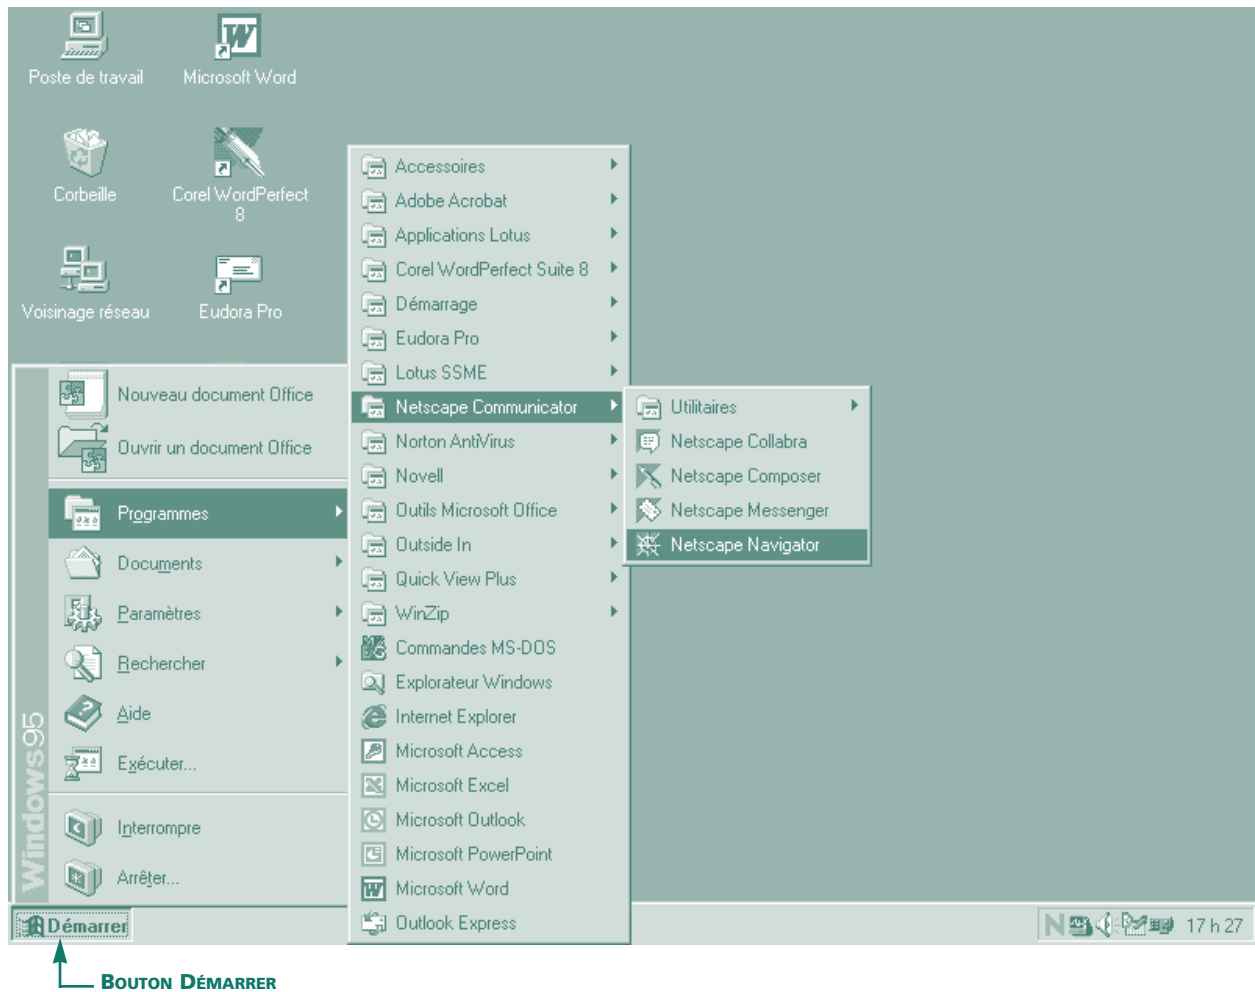 Poste de travail
Microsoft Word
Corbeille
Corel WordPerfect
8
Voisinage réseau
Eudora Pro
Nouveau document Office
Ouvrir un document Office
Programmes
Documents
Paramètres
Rechercher
Aide
Exécuter...
Interrompre
Arrêter...
Windows95
Accessoires
Adobe Acrobat
Applications Lotus
Corel WordPerfect Suite 8
Démarrage
Eudora Pro
Lotus SSME
Netscape Communicator
Norton AntiVirus
Novell
Outils Microsoft Office
Outside In
Quick View Plus
WinZip
Commandes MS-DOS
Explorateur Windows
Internet Explorer
Microsoft Access
Microsoft Excel
Microsoft Outlook
Microsoft PowerPoint
Microsoft Word
Outlook Express
Utilitaires
Netscape Collabra
Netscape Composer
Netscape Messenger
Netscape Navigator
Démarrer
17 h 27
BOUTON DÉMARRER